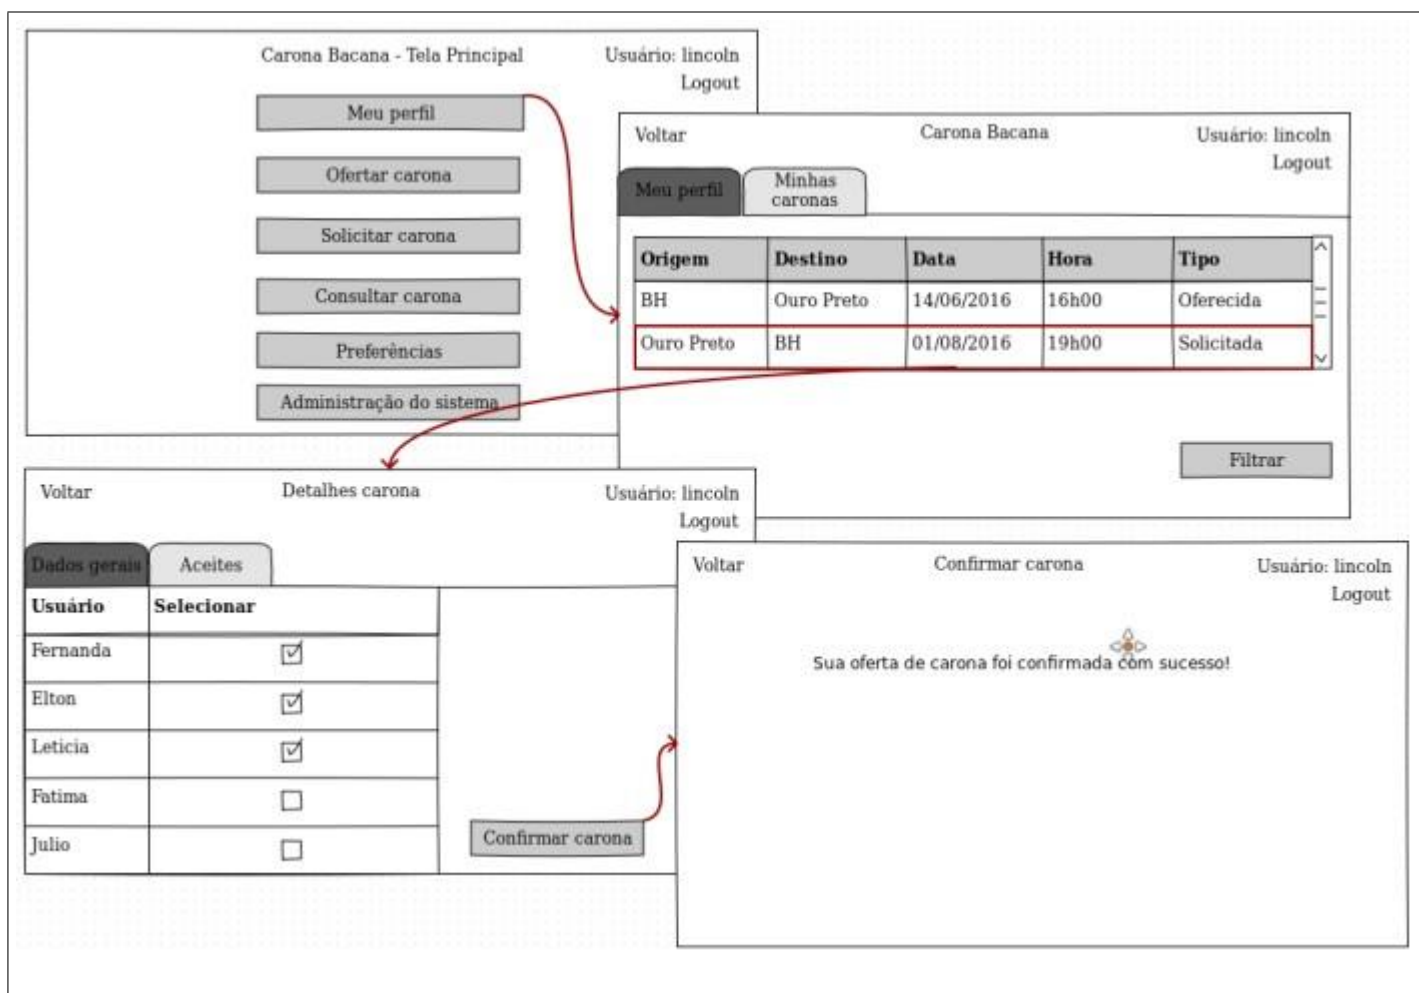 Carona Bacana - Tela Principal
Usuário: lincoln
Logout
Meu perfil
Ofertar carona
Solicitar carona
Consultar carona
Preferências
Administração do sistema
Voltar
Carona Bacana
Usuário: lincoln
Logout
Meu perfil
Minhas
caronas
Origem Destino Data Hora Tipo
BH Ouro Preto 14/06/2016 16h00 Oferecida
Ouro Preto BH 01/08/2016 19h00 Solicitada
Filtrar
Voltar
Detalhes carona
Usuário: lincoln
Logout
Dados gerais
Aceites
Usuário Selecionar
Fernanda
Elton
Leticia
Fatima
Julio
Confirmar carona
Voltar
Confirmar carona
Usuário: lincoln
Logout
Sua oferta de carona foi confirmada com sucesso!